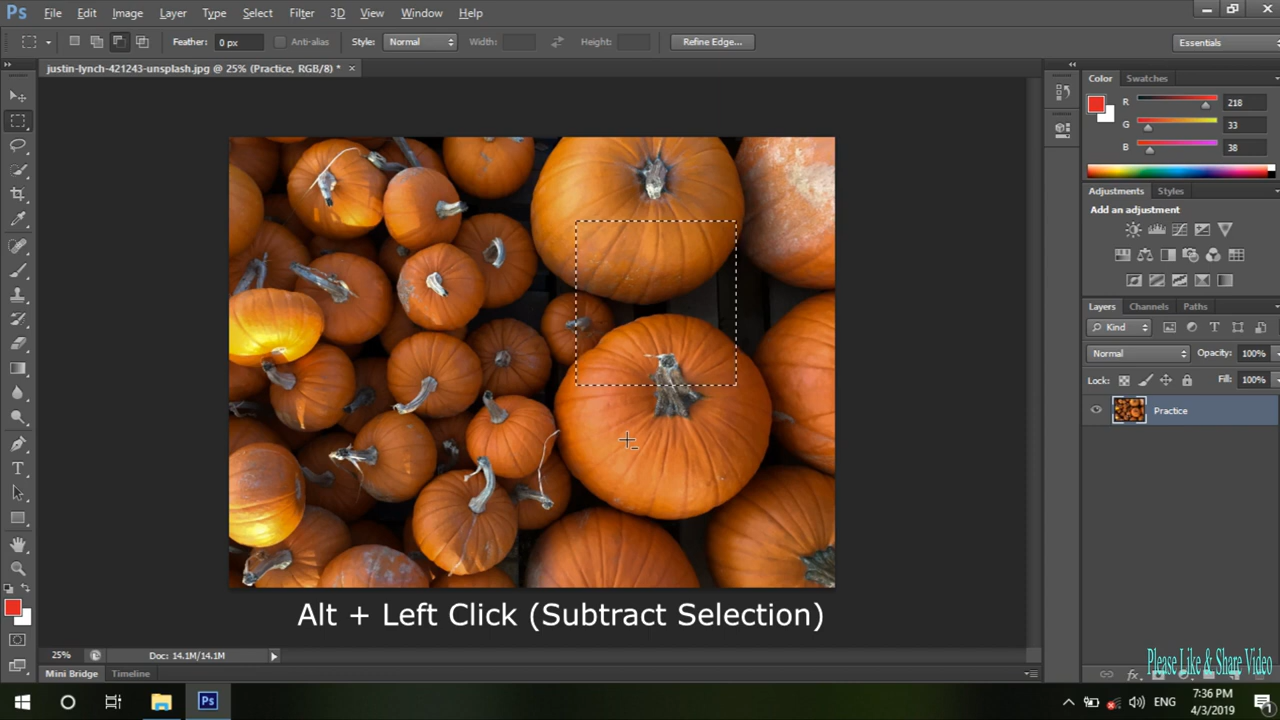 Ps File Edit Image Layer Type Select Filter 3D View Window Help
Feather: 0 px Anti-alias Style: Normal Width: Height: Refine Edge... Essentials
justin-lynch-421243-unsplash.jpg @ 25% (Practice, RGB/8) * ×
Color Swatches
R 218
G 33
B 38
Adjustments Styles
Add an adjustment
Layers Channels Paths
Kind
Normal Opacity: 100%
Lock: Fill: 100%
Practice
Alt + Left Click (Subtract Selection)
25% Doc: 14.1M/14.1M
Mini Bridge Timeline
Please Like & Share Video
Ps ENG 7:36 PM
4/3/2019